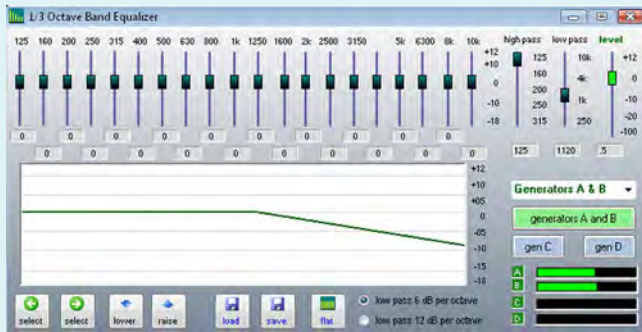 1/3 Octave Band Equalizer
125 160 200 250 315 400 500 630 800 1k 1250 1600 2k 2500 3150 5k 6300 8k 10k
+12
+10
0
-10
-18
high pass low pass level
125 10k +12
160 4k 0
200 1k -10
250 -20
315 250 -100
0 0 0 0 0 0 0 0 0
0 0 0 0 0 0 0 0 0 0
125 1120 .5
+12
+10
+05
0
-05
-10
-15
-18
Generators A & B
generators A and B
gen C gen D
A
B
C
D
select select lower raise load save flat
low pass 6 dB per octave
low pass 12 dB per octave